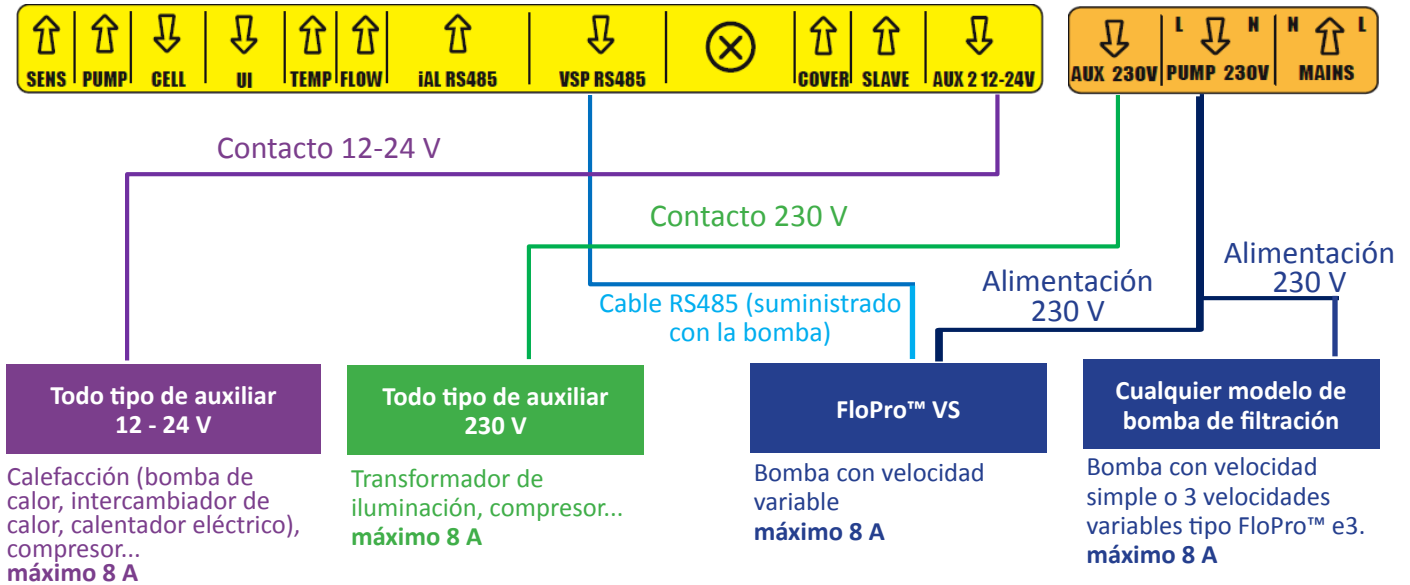 SENS PUMP CELL UI TEMP FLOW iAL RS485 VSP RS485 COVER SLAVE AUX 2 12-24V
L N N L
AUX 230V PUMP 230V MAINS
Contacto 12-24 V
Contacto 230 V
Cable RS485 (suministrado
con la bomba)
Alimentación
230 V
Alimentación
230 V
Todo tipo de auxiliar
12 - 24 V
Calefacción (bomba de
calor, intercambiador de
calor, calentador eléctrico),
compresor...
máximo 8 A
Todo tipo de auxiliar
230 V
Transformador de
iluminación, compresor...
máximo 8 A
FloPro™ VS
Bomba con velocidad
variable
máximo 8 A
Cualquier modelo de
bomba de filtración
Bomba con velocidad
simple o 3 velocidades
variables tipo FloPro™ e3.
máximo 8 A